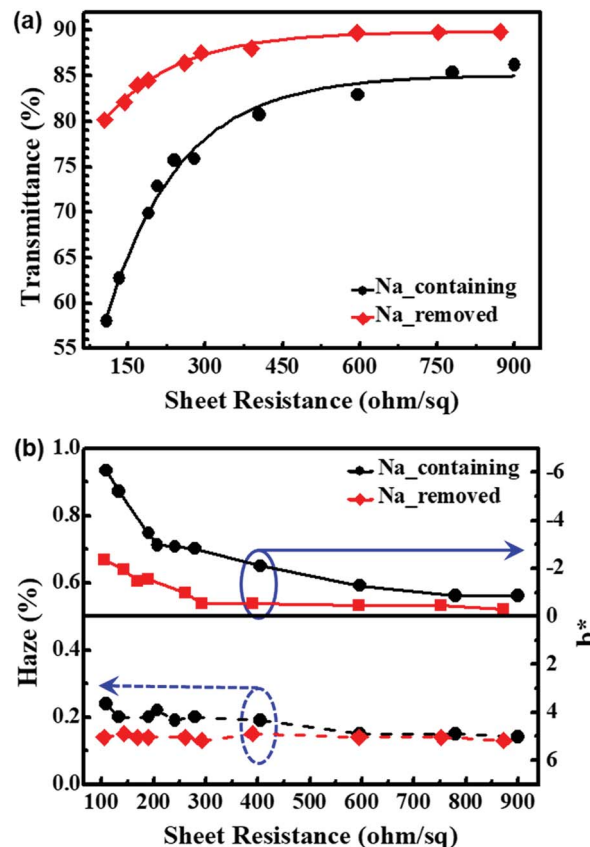 (a)
90
85
80
75
70
65
60
55
Transmittance (%)
Na_containing
Na_removed
150 300 450 600 750 900
Sheet Resistance (ohm/sq)
(b)
1.0
0.8
0.6
0.4
0.2
0.0
Haze (%)
Na_containing
Na_removed
-6
-4
-2
0
2
4
6
b*
100 200 300 400 500 600 700 800 900
Sheet Resistance (ohm/sq)